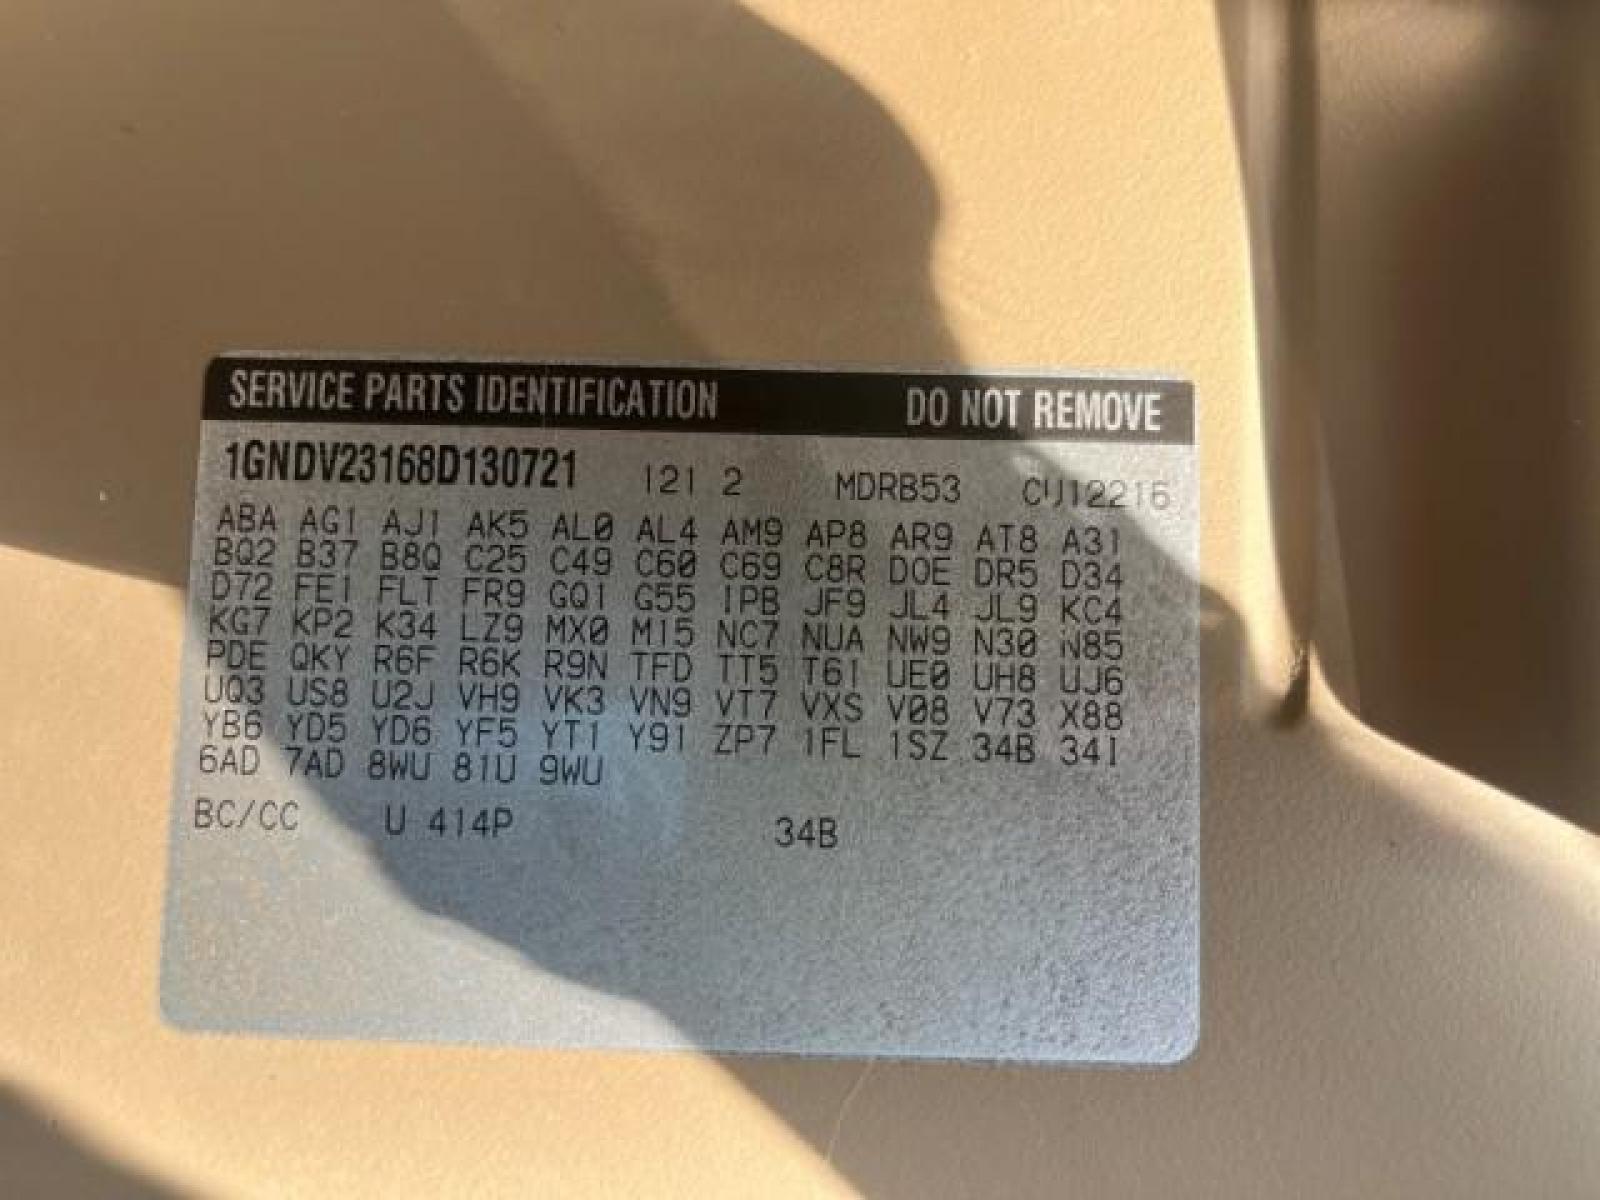 SERVICE PARTS IDENTIFICATION DO NOT REMOVE
1GNDV23168D130721 121 2 MDRB53 CU12216
ABA AG1 AJ1 AK5 AL0 AL4 AM9 AP8 AR9 AT8 A31
BQ2 B37 B8Q C25 C49 C60 C69 C8R DOE DR5 D34
D72 FE1 FLT FR9 GQ1 G55 IPB JF9 JL4 JL9 KC4
KG7 KP2 K34 LZ9 MX0 M15 NC7 NUA NW9 N30 N85
PDE QKY R6F R6K R9N TFD TT5 T61 UE0 UH8 UJ6
UQ3 US8 U2J VH9 VK3 VN9 VT7 VXS V08 V73 X88
YB6 YD5 YD6 YF5 YT1 Y91 ZP7 1FL 1SZ 34B 34I
6AD 7AD 8WU 81U 9WU
BC/CC U 414P 34B